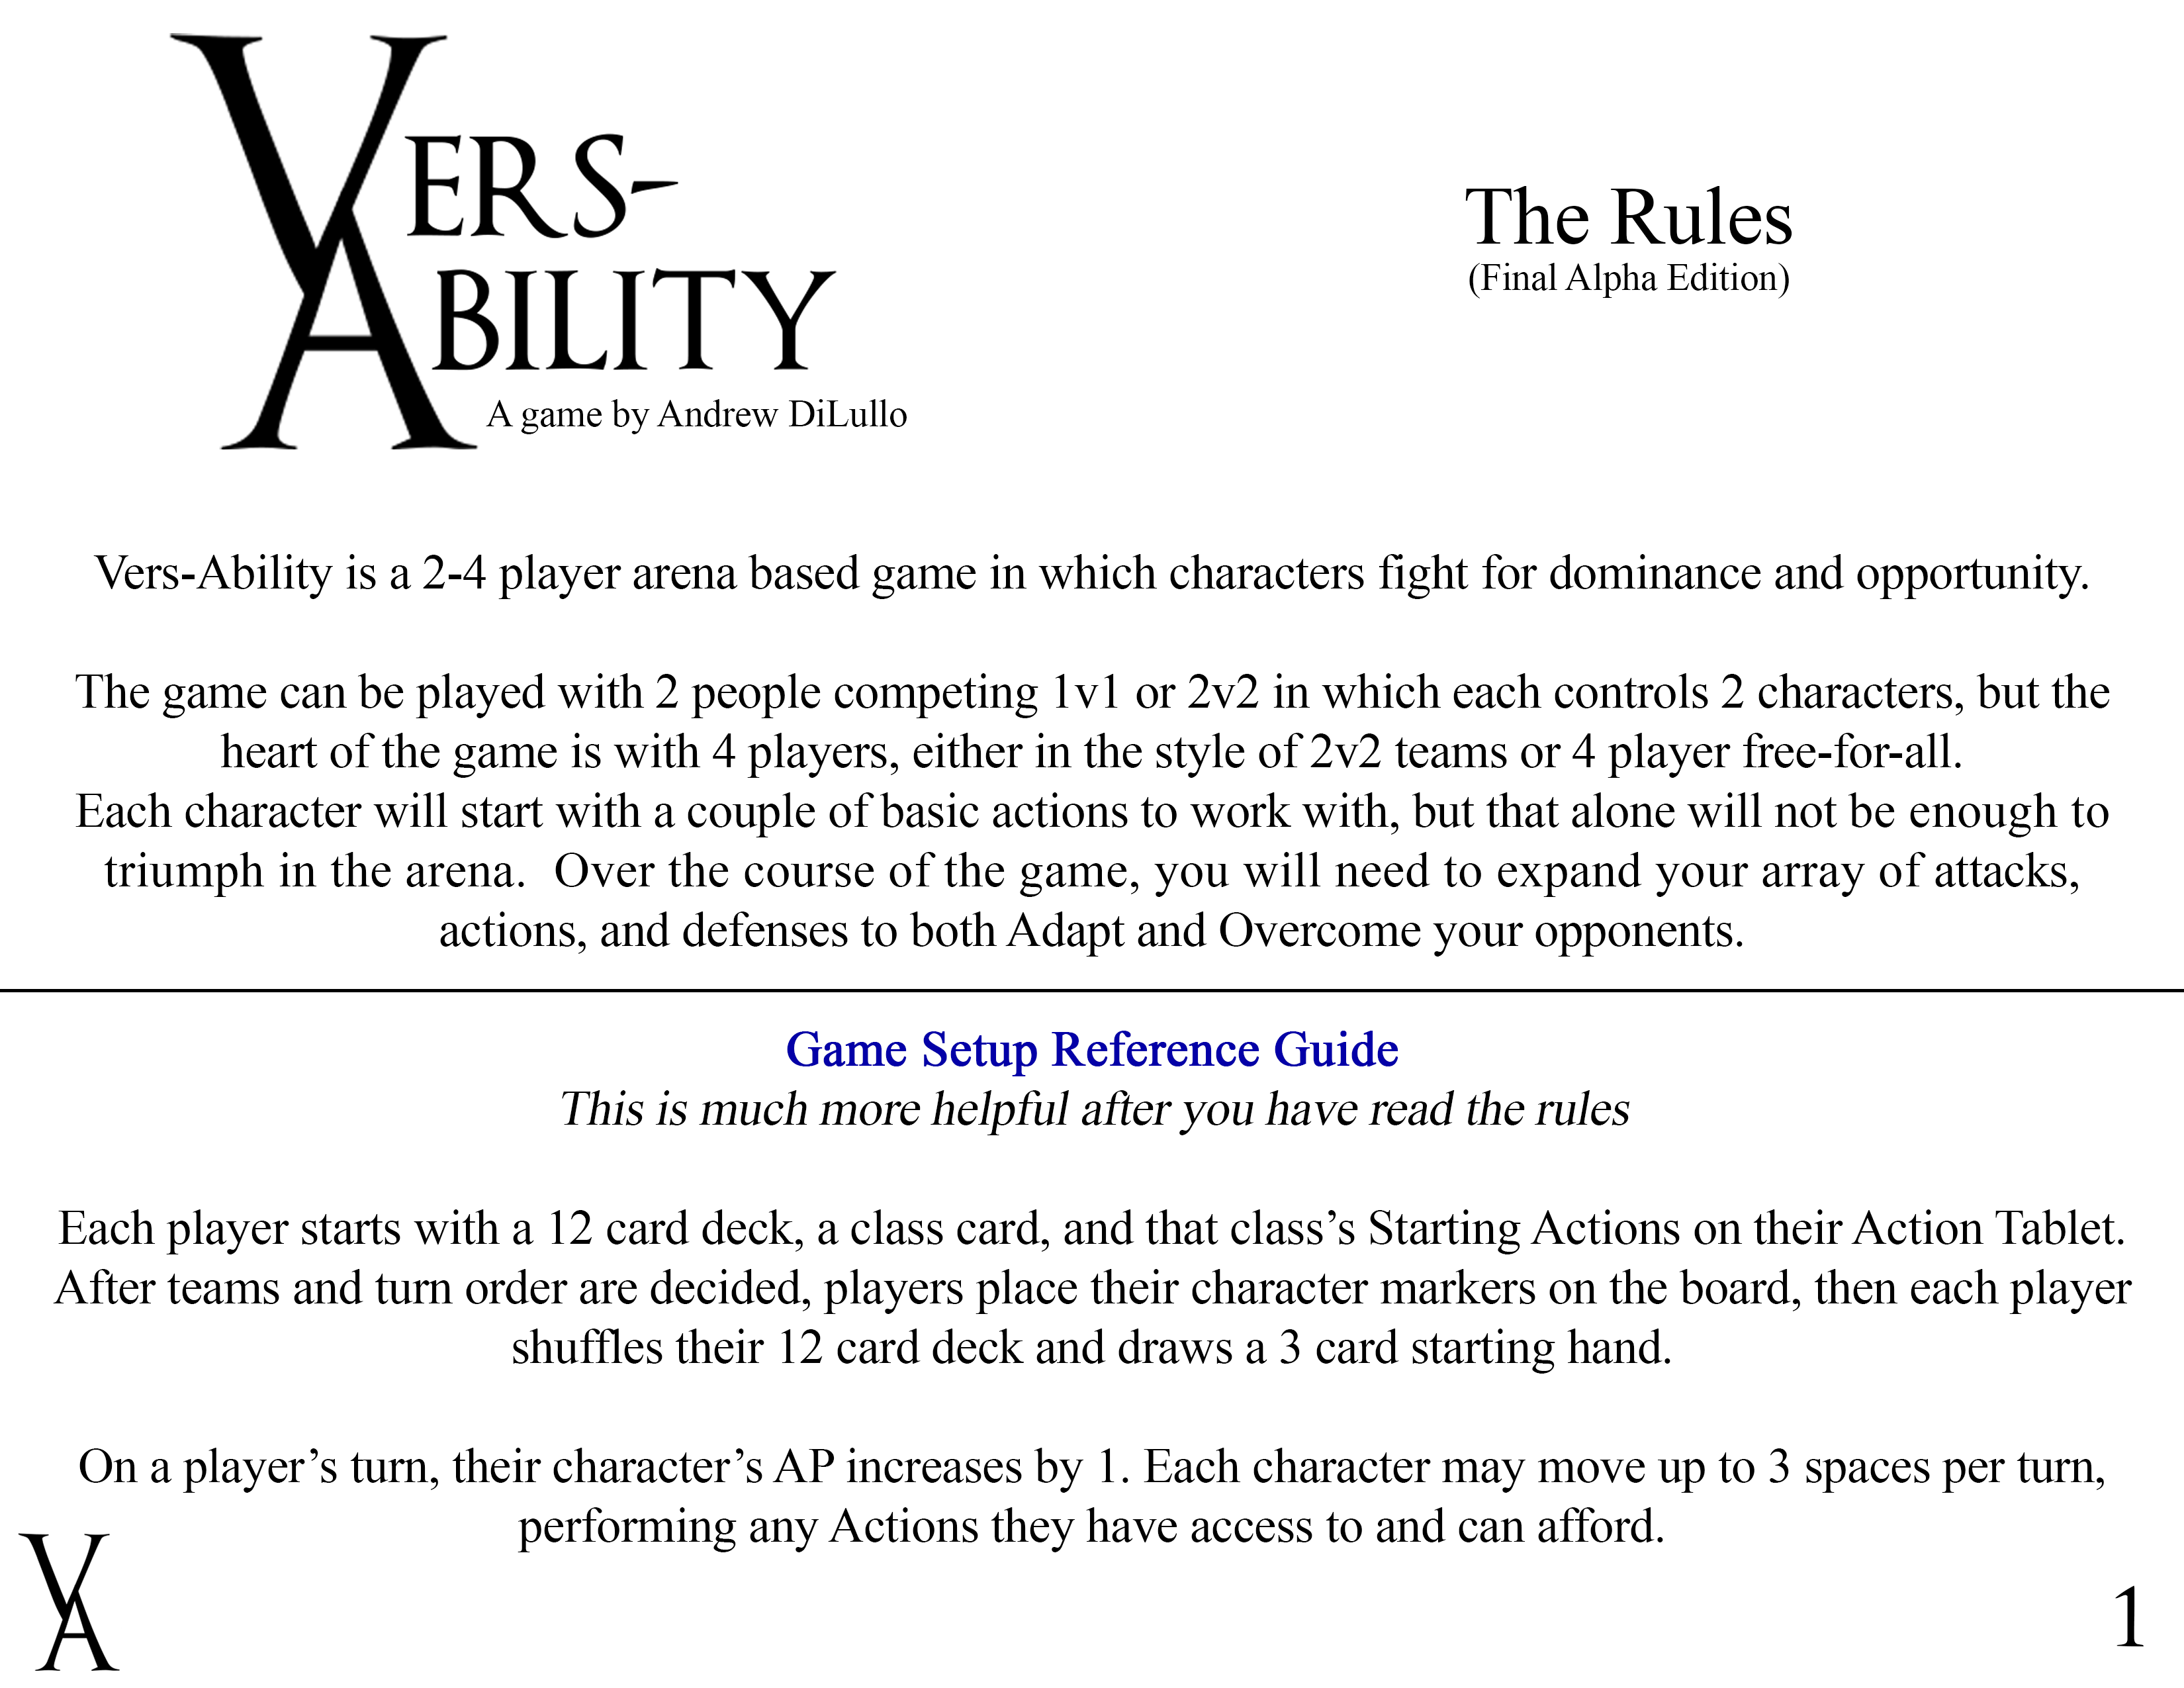 VERS-
ABILITY
A game by Andrew DiLullo
The Rules
(Final Alpha Edition)
Vers-Ability is a 2-4 player arena based game in which characters fight for dominance and opportunity.
The game can be played with 2 people competing 1v1 or 2v2 in which each controls 2 characters, but the
heart of the game is with 4 players, either in the style of 2v2 teams or 4 player free-for-all.
Each character will start with a couple of basic actions to work with, but that alone will not be enough to
triumph in the arena.  Over the course of the game, you will need to expand your array of attacks,
actions, and defenses to both Adapt and Overcome your opponents.
Game Setup Reference Guide
This is much more helpful after you have read the rules
Each player starts with a 12 card deck, a class card, and that class’s Starting Actions on their Action Tablet.
After teams and turn order are decided, players place their character markers on the board, then each player
shuffles their 12 card deck and draws a 3 card starting hand.
On a player’s turn, their character’s AP increases by 1. Each character may move up to 3 spaces per turn,
performing any Actions they have access to and can afford.
VA
1